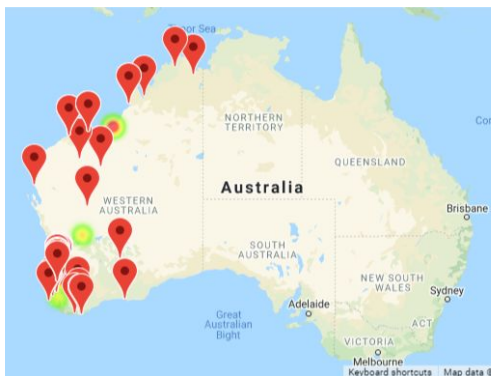 Timor Sea
NORTHERN
TERRITORY
QUEENSLAND
Australia
WESTERN
AUSTRALIA
Brisbane
SOUTH
AUSTRALIA
NEW SOUTH
WALES
Great
Australian
Bight
Adelaide
Sydney
ACT
VICTORIA
Melbourne
Keyboard shortcuts
Map data ©